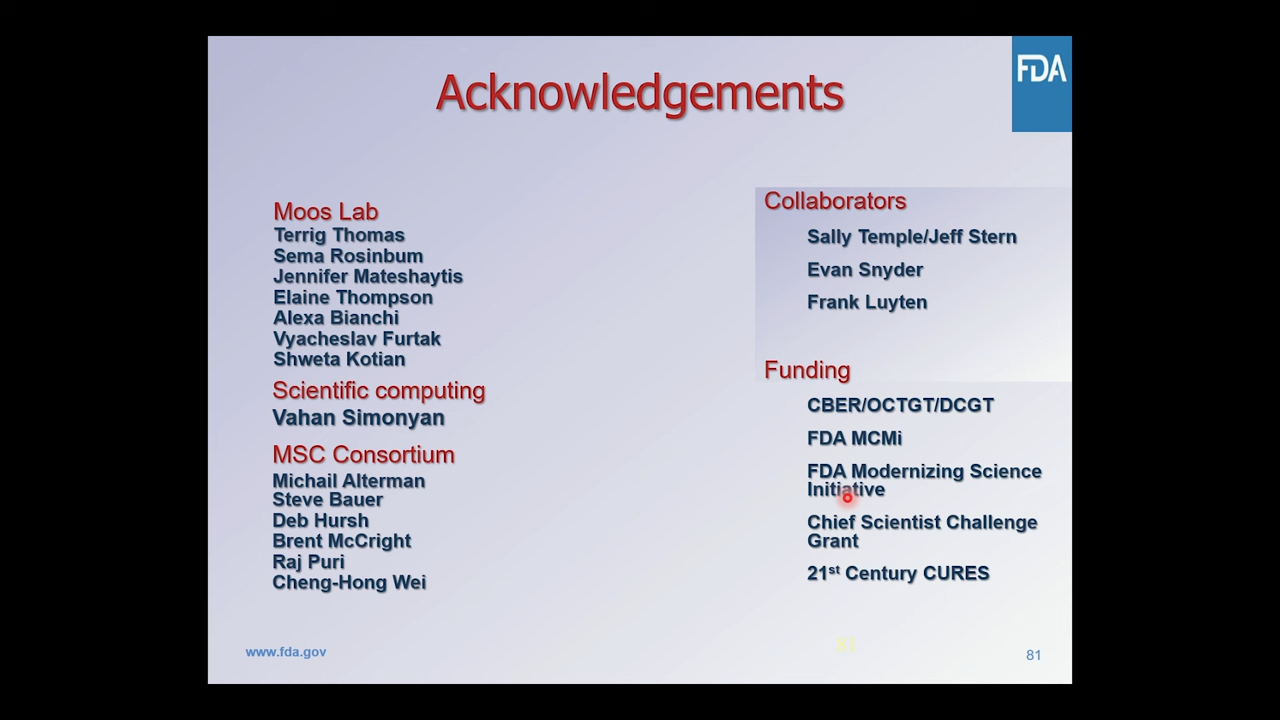 Acknowledgements
FDA
Moos Lab
Terrig Thomas
Sema Rosinbum
Jennifer Mateshaytis
Elaine Thompson
Alexa Bianchi
Vyacheslav Furtak
Shweta Kotian
Scientific computing
Vahan Simonyan
MSC Consortium
Michail Alterman
Steve Bauer
Deb Hursh
Brent McCright
Raj Puri
Cheng-Hong Wei
Collaborators
Sally Temple/Jeff Stern
Evan Snyder
Frank Luyten
Funding
CBER/OCTGT/DCGT
FDA MCMi
FDA Modernizing Science
Initiative
Chief Scientist Challenge
Grant
21st Century CURES
www.fda.gov
81
81